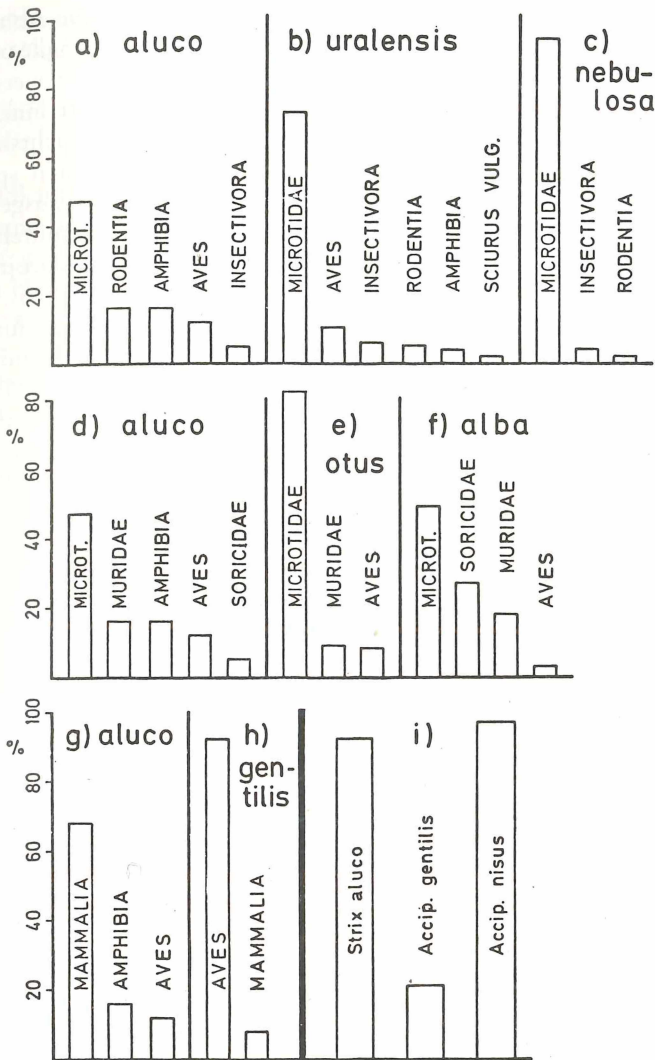 a) aluco
b) uralensis
c)
nebu-
losa
%
100
80
60
40
20
MICROT.
RODENTIA
AMPHIBIA
AVES
INSECTIVORA
MICROTIDAE
AVES
INSECTIVORA
RODENTIA
AMPHIBIA
SCIURUS VULG.
MICROTIDAE
INSECTIVORA
RODENTIA
d) aluco
e)
otus
f) alba
%
80
60
40
20
MICROT.
MURIDAE
AMPHIBIA
AVES
SORICIDAE
MICROTIDAE
MURIDAE
AVES
MICROT.
SORICIDAE
MURIDAE
AVES
g) aluco
h)
gen-
tilis
i)
%
100
80
60
40
20
MAMMALIA
AMPHIBIA
AVES
AVES
MAMMALIA
Strix aluco
Accip. gentilis
Accip. nisus